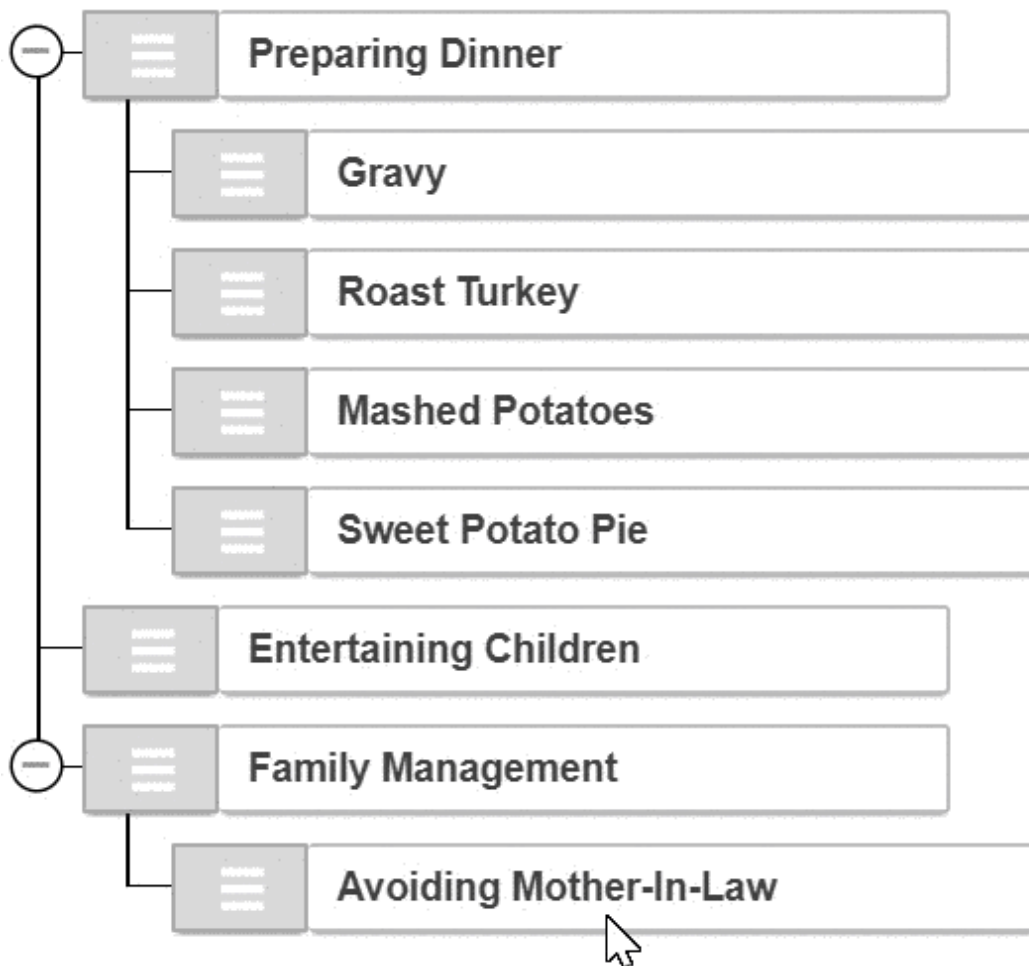 Preparing Dinner
Gravy
Roast Turkey
Mashed Potatoes
Sweet Potato Pie
Entertaining Children
Family Management
Avoiding Mother-In-Law